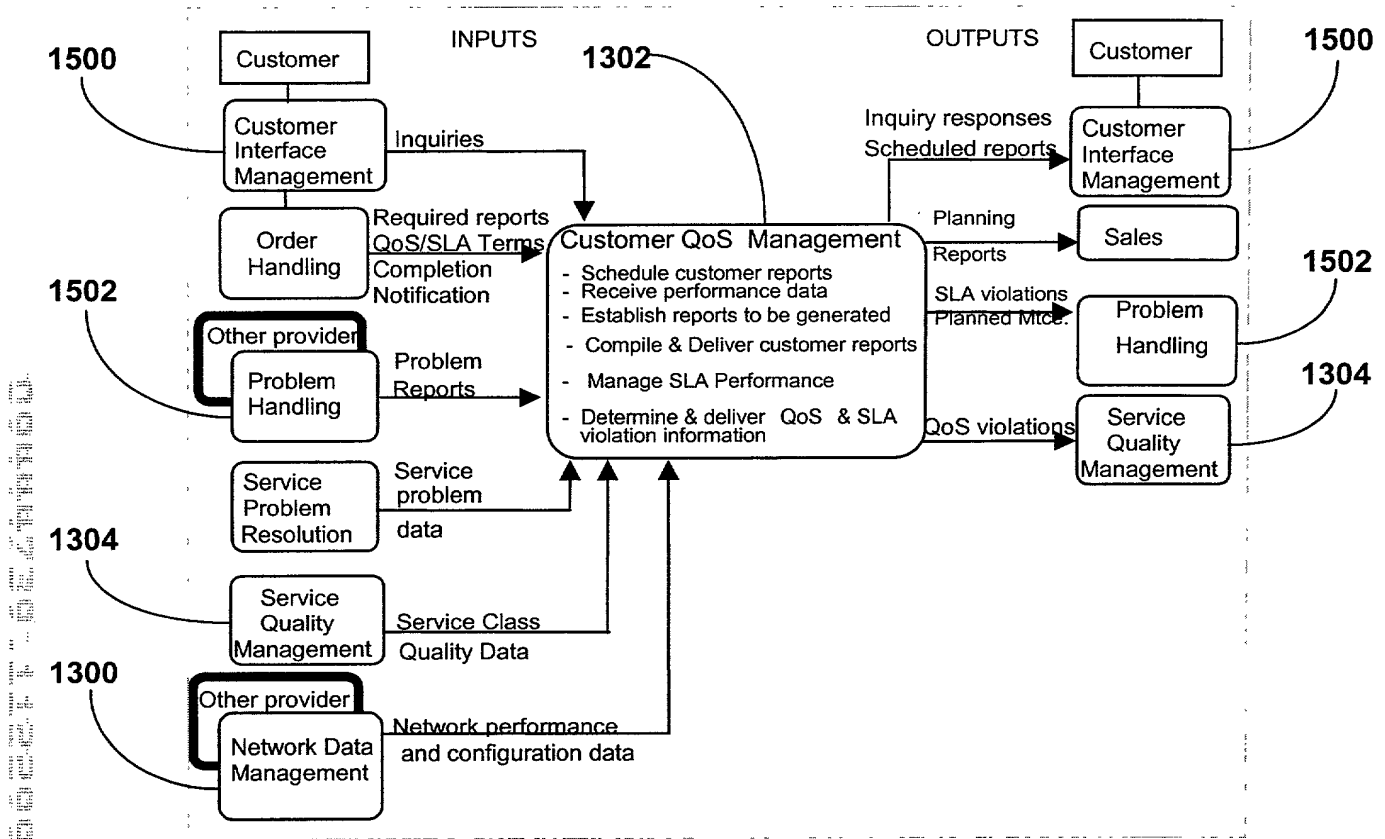 INPUTS
OUTPUTS
1500
Customer
1302
Customer
1500
Customer
Interface
Management
Inquiries
Inquiry responses
Scheduled reports
Customer
Interface
Management
Order
Handling
Required reports
QoS/SLA Terms
Completion
Notification
Customer QoS Management
- Schedule customer reports
- Receive performance data
- Establish reports to be generated
- Compile & Deliver customer reports
- Manage SLA Performance
- Determine & deliver QoS & SLA
violation information
Planning
Reports
Sales
1502
SLA violations
Planned Mtce.
Problem
Handling
1502
Other provider
Problem
Handling
Problem
Reports
QoS violations
Service
Quality
Management
1304
Service
Problem
Resolution
Service
problem
data
1304
Service
Quality
Management
Service Class
Quality Data
1300
Other provider
Network Data
Management
Network performance
and configuration data